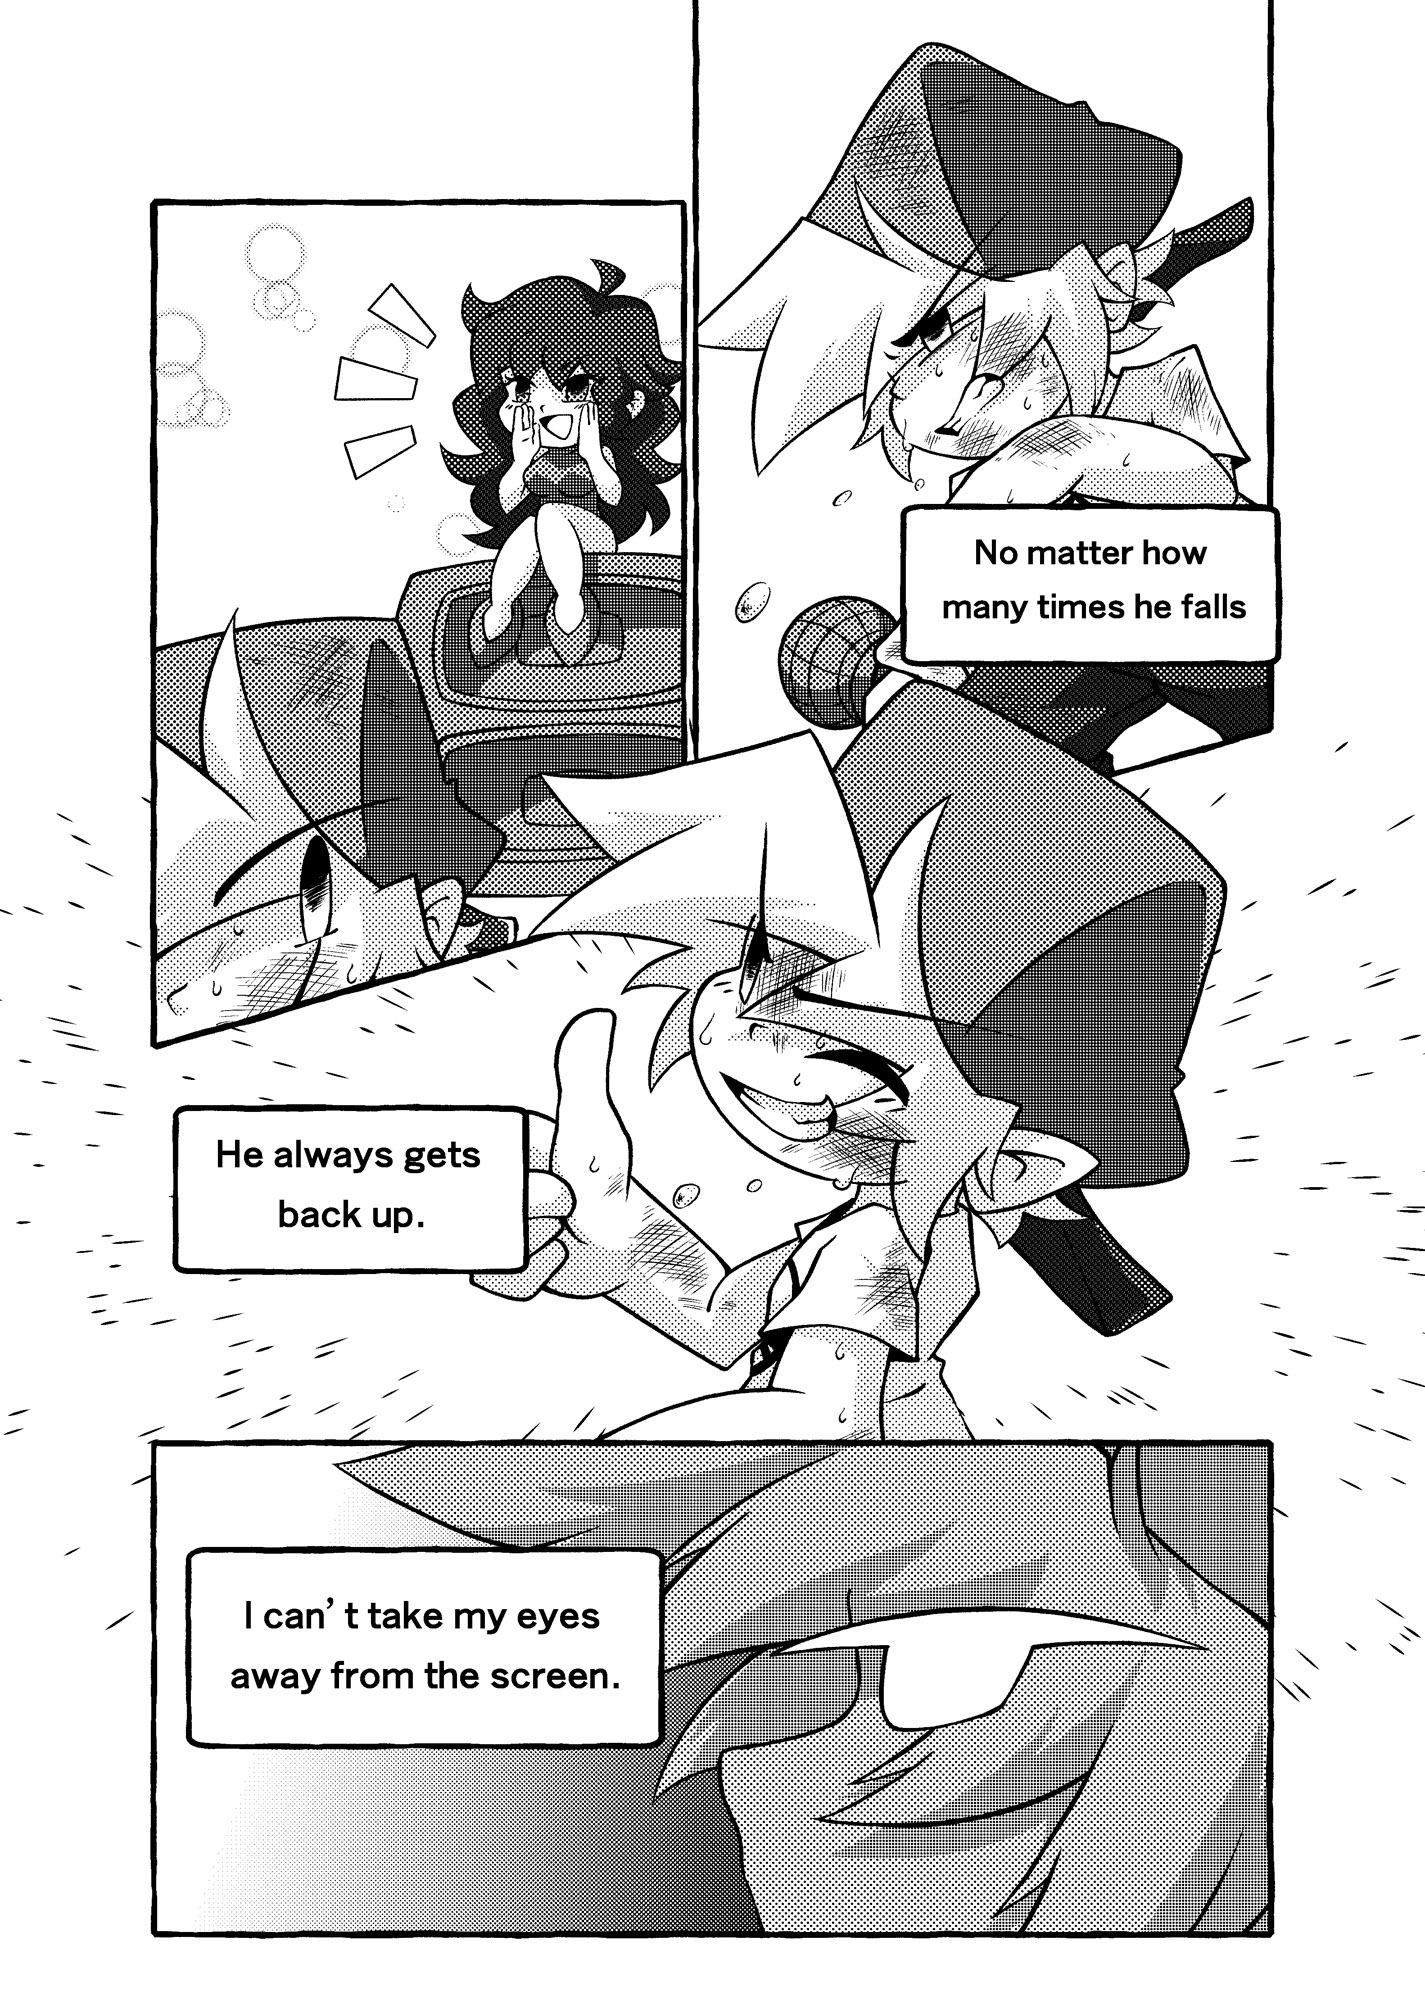 No matter how
many times he falls
He always gets
back up.
I can’t take my eyes
away from the screen.